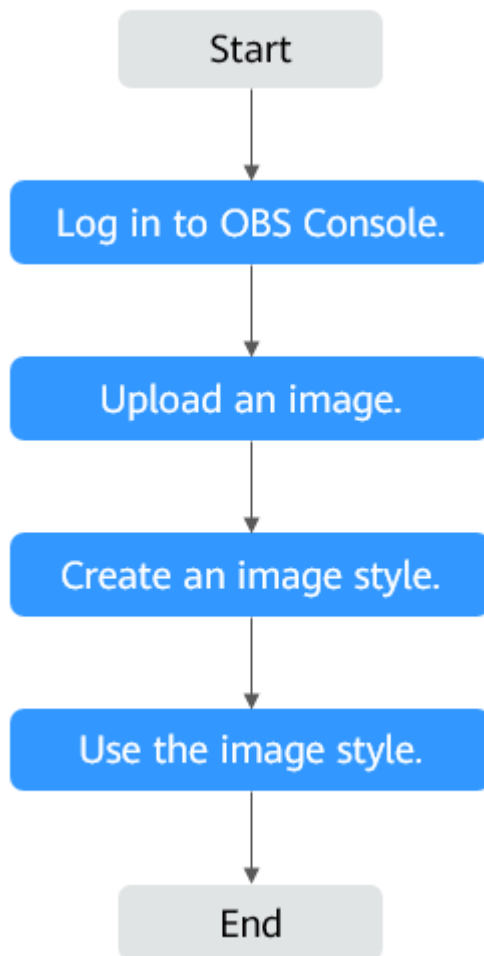 Start
Log in to OBS Console.
Upload an image.
Create an image style.
Use the image style.
End